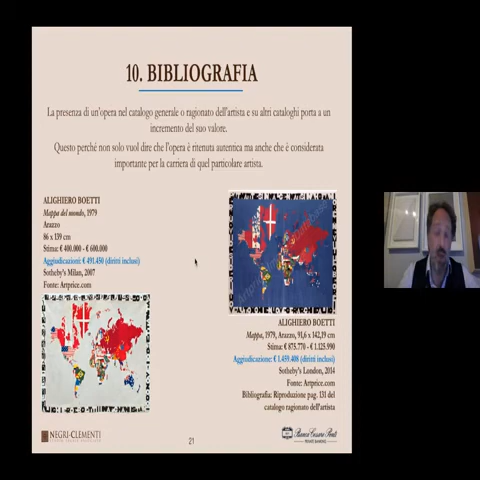 10. BIBLIOGRAFIA
La presenza di un'opera nel catalogo generale o ragionato dell'artista e su altri cataloghi porta a un
incremento del suo valore.
Questo perché non solo vuol dire che l'opera è ritenuta autentica ma anche che è considerata
importante per la carriera di quel particolare artista.
ALIGHIERO BOETTI
Mappa del mondo, 1979
Arazzo
86 x 139 cm
Stima: € 400.000 - € 600.000
Aggiudicazioni: € 491.450 (diritti inclusi)
Sotheby's Milan, 2007
Fonte: Artprice.com
ALIGHIERO BOETTI
Mappa, 1979, Arazzo, 91,6 x 142,19 cm
Stima: € 875.770 - € 1.125.990
Aggiudicazione: € 1.459.408 (diritti inclusi)
Sotheby's London, 2014
Fonte: Artprice.com
Bibliografia: Riproduzione pag. 131 del
catalogo ragionato dell'artista
NEGRI-CLEMENTI
21
Banca Cesare Ponti